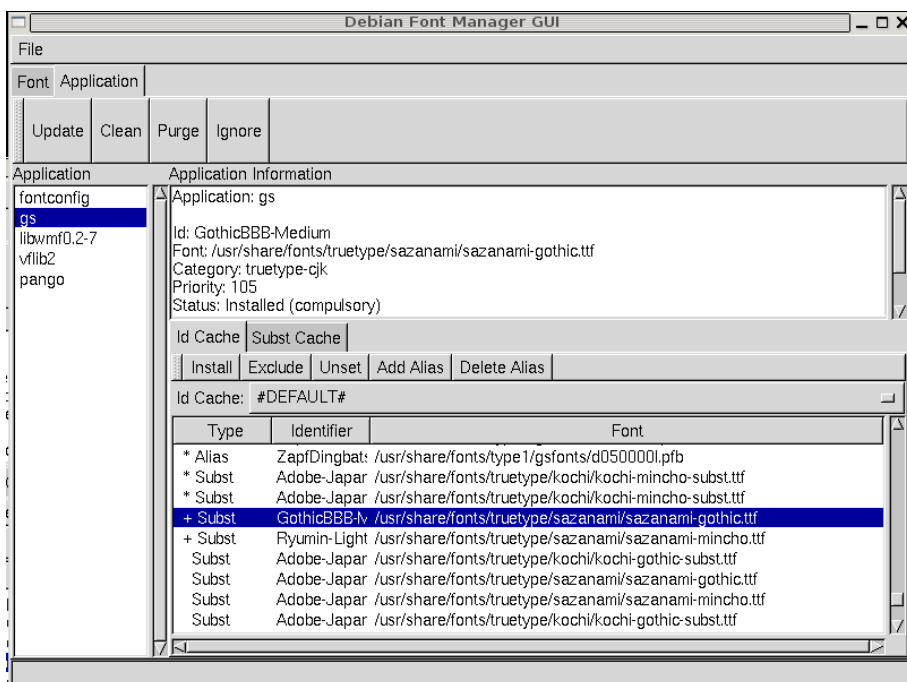 Debian Font Manager GUI
File
Font Application
Update Clean Purge Ignore
Application
fontconfig
gs
libwmf0.2-7
vflib2
pango
Application Information
Application: gs
Id: GothicBBB-Medium
Font: /usr/share/fonts/truetype/sazanami/sazanami-gothic.ttf
Category: truetype-cjk
Priority: 105
Status: Installed (compulsory)
Id Cache Subst Cache
Install Exclude Unset Add Alias Delete Alias
Id Cache: #DEFAULT#
Type Identifier Font
* Alias ZapfDingbats /usr/share/fonts/type1/gsfonts/d050000l.pfb
* Subst Adobe-Japan /usr/share/fonts/truetype/kochi/kochi-mincho-subst.ttf
* Subst Adobe-Japan /usr/share/fonts/truetype/kochi/kochi-mincho-subst.ttf
+ Subst GothicBBB-M /usr/share/fonts/truetype/sazanami/sazanami-gothic.ttf
+ Subst Ryumin-Light /usr/share/fonts/truetype/sazanami/sazanami-mincho.ttf
Subst Adobe-Japan /usr/share/fonts/truetype/kochi/kochi-gothic-subst.ttf
Subst Adobe-Japan /usr/share/fonts/truetype/sazanami/sazanami-gothic.ttf
Subst Adobe-Japan /usr/share/fonts/truetype/sazanami/sazanami-mincho.ttf
Subst Adobe-Japan /usr/share/fonts/truetype/kochi/kochi-gothic-subst.ttf